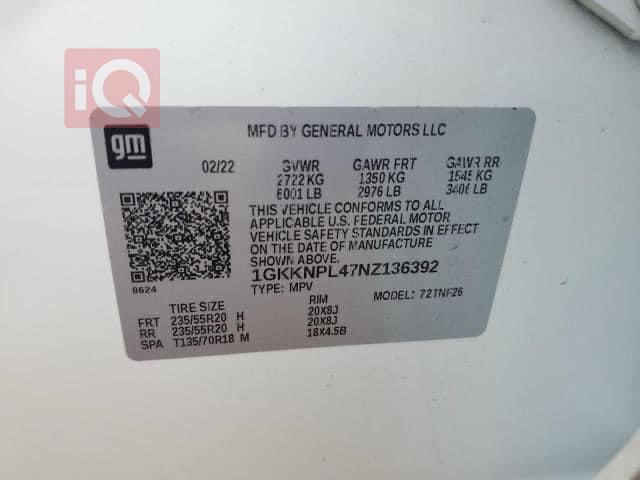 iQ
gm
MFD BY GENERAL MOTORS LLC
02/22 GVWR GAWR FRT GAWR RR
2722 KG 1350 KG 1545 KG
6001 LB 2976 LB 3406 LB
THIS VEHICLE CONFORMS TO ALL
APPLICABLE U.S. FEDERAL MOTOR
VEHICLE SAFETY STANDARDS IN EFFECT
ON THE DATE OF MANUFACTURE
SHOWN ABOVE.
1GKKNPL47NZ136392
8624
TYPE: MPV MODEL: 72TNF26
TIRE SIZE RIM
FRT 235/55R20 H 20X8J
RR 235/55R20 H 20X8J
SPA T135/70R18 M 18X4.5B